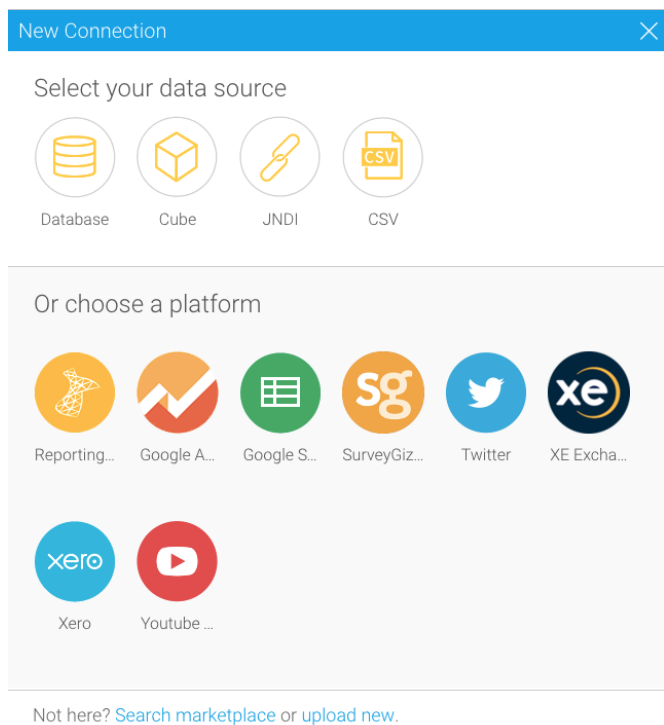 New Connection
Select your data source
CSV
Database Cube JNDI CSV
Or choose a platform
sg xe
Reporting... Google A... Google S... SurveyGiz... Twitter XE Excha...
xero
Xero Youtube ...
Not here? Search marketplace or upload new.